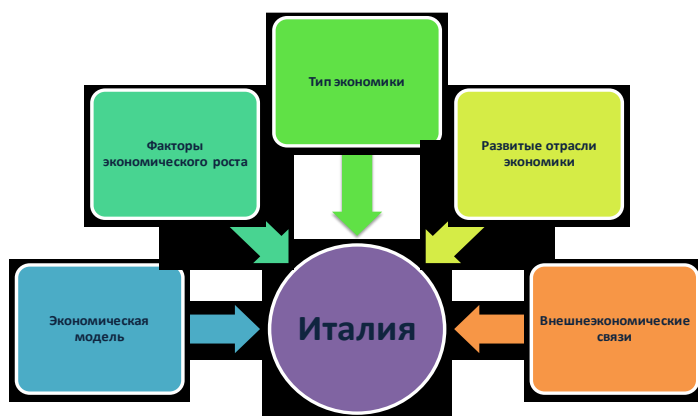 Тип экономики
Факторы
экономического роста
Развитые отрасли
экономики
Экономическая
модель
Италия
Внешнеэкономические
связи